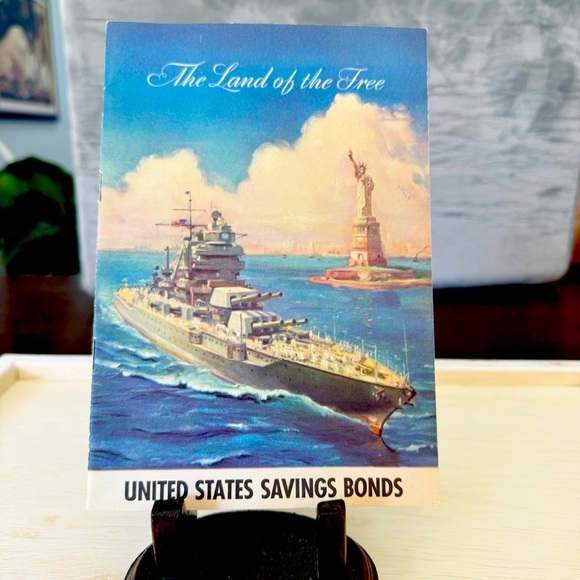 The Land of the Free
UNITED STATES SAVINGS BONDS